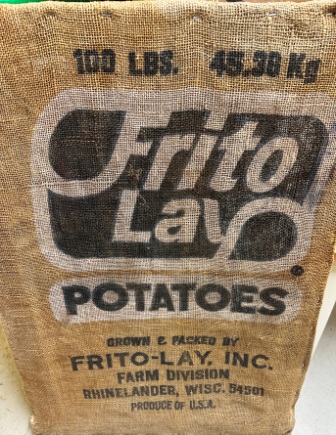 100 LBS. 45.36 Kg
Frito
Lay®
POTATOES
GROWN & PACKED BY
FRITO-LAY, INC.
FARM DIVISION
RHINELANDER, WISC. 54501
PRODUCE OF U.S.A.